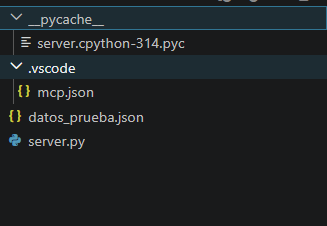 __pycache__
server.cpython-314.pyc
.vscode
{ } mcp.json
{ } datos_prueba.json
server.py